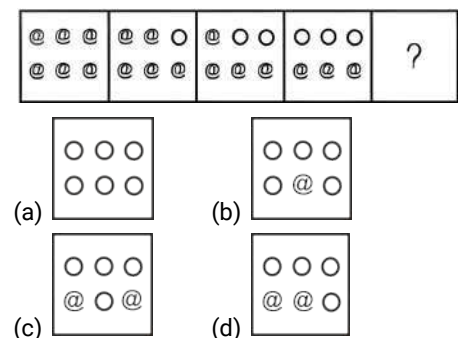 @ @ @ @ @ O @ O O O O O ?
@ @ @ @ @ @ @ @ @ @ @ @
O O O O O O
(a) O O O (b) O @ O
O O O O O O
(c) @ O @ (d) @ @ O